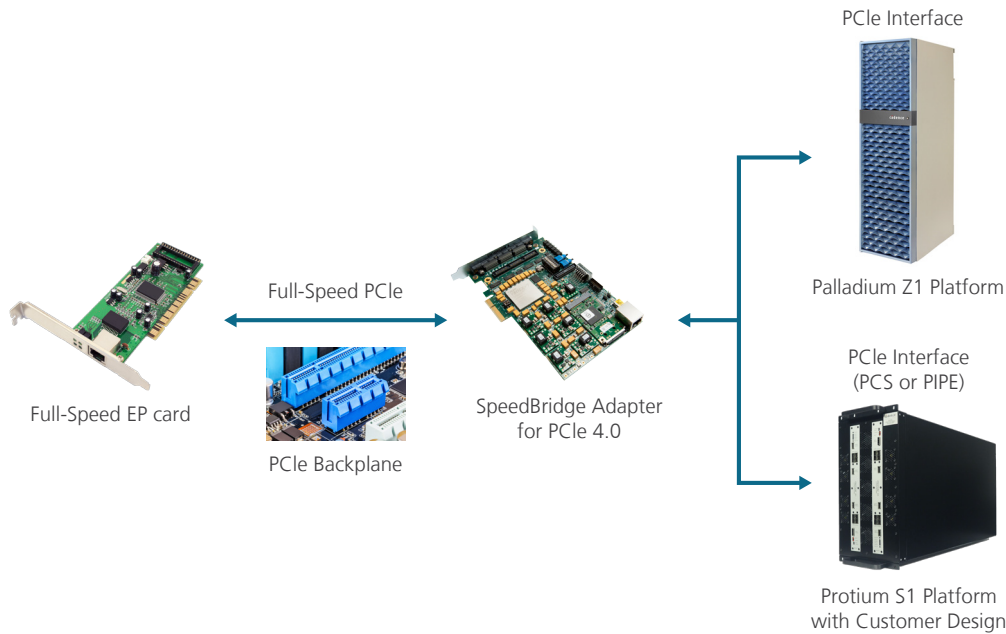 PCIe Interface
Palladium Z1 Platform
Full-Speed PCIe
Full-Speed EP card
PCIe Backplane
SpeedBridge Adapter
for PCIe 4.0
PCIe Interface
(PCS or PIPE)
Protium S1 Platform
with Customer Design